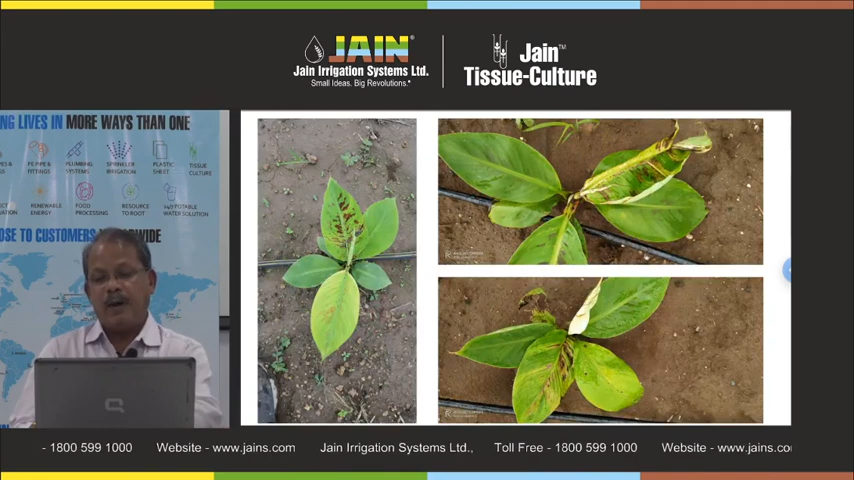 JAIN®
Jain Irrigation Systems Ltd.
Small Ideas. Big Revolutions.®
Jain™
Tissue-Culture
NG LIVES IN MORE WAYS THAN ONE
PE PIPE &
FITTINGS
PLUMBING
SYSTEMS
SPRINKLER
IRRIGATION
PLASTIC
SHEET
TISSUE
CULTURE
RENEWABLE
ENERGY
FOOD
PROCESSING
RESOURCE
TO ROOT
24x7 POTABLE
WATER SOLUTION
OSE TO CUSTOMERS WORLDWIDE
- 1800 599 1000 Website - www.jains.com Jain Irrigation Systems Ltd., Toll Free - 1800 599 1000 Website - www.jains.co